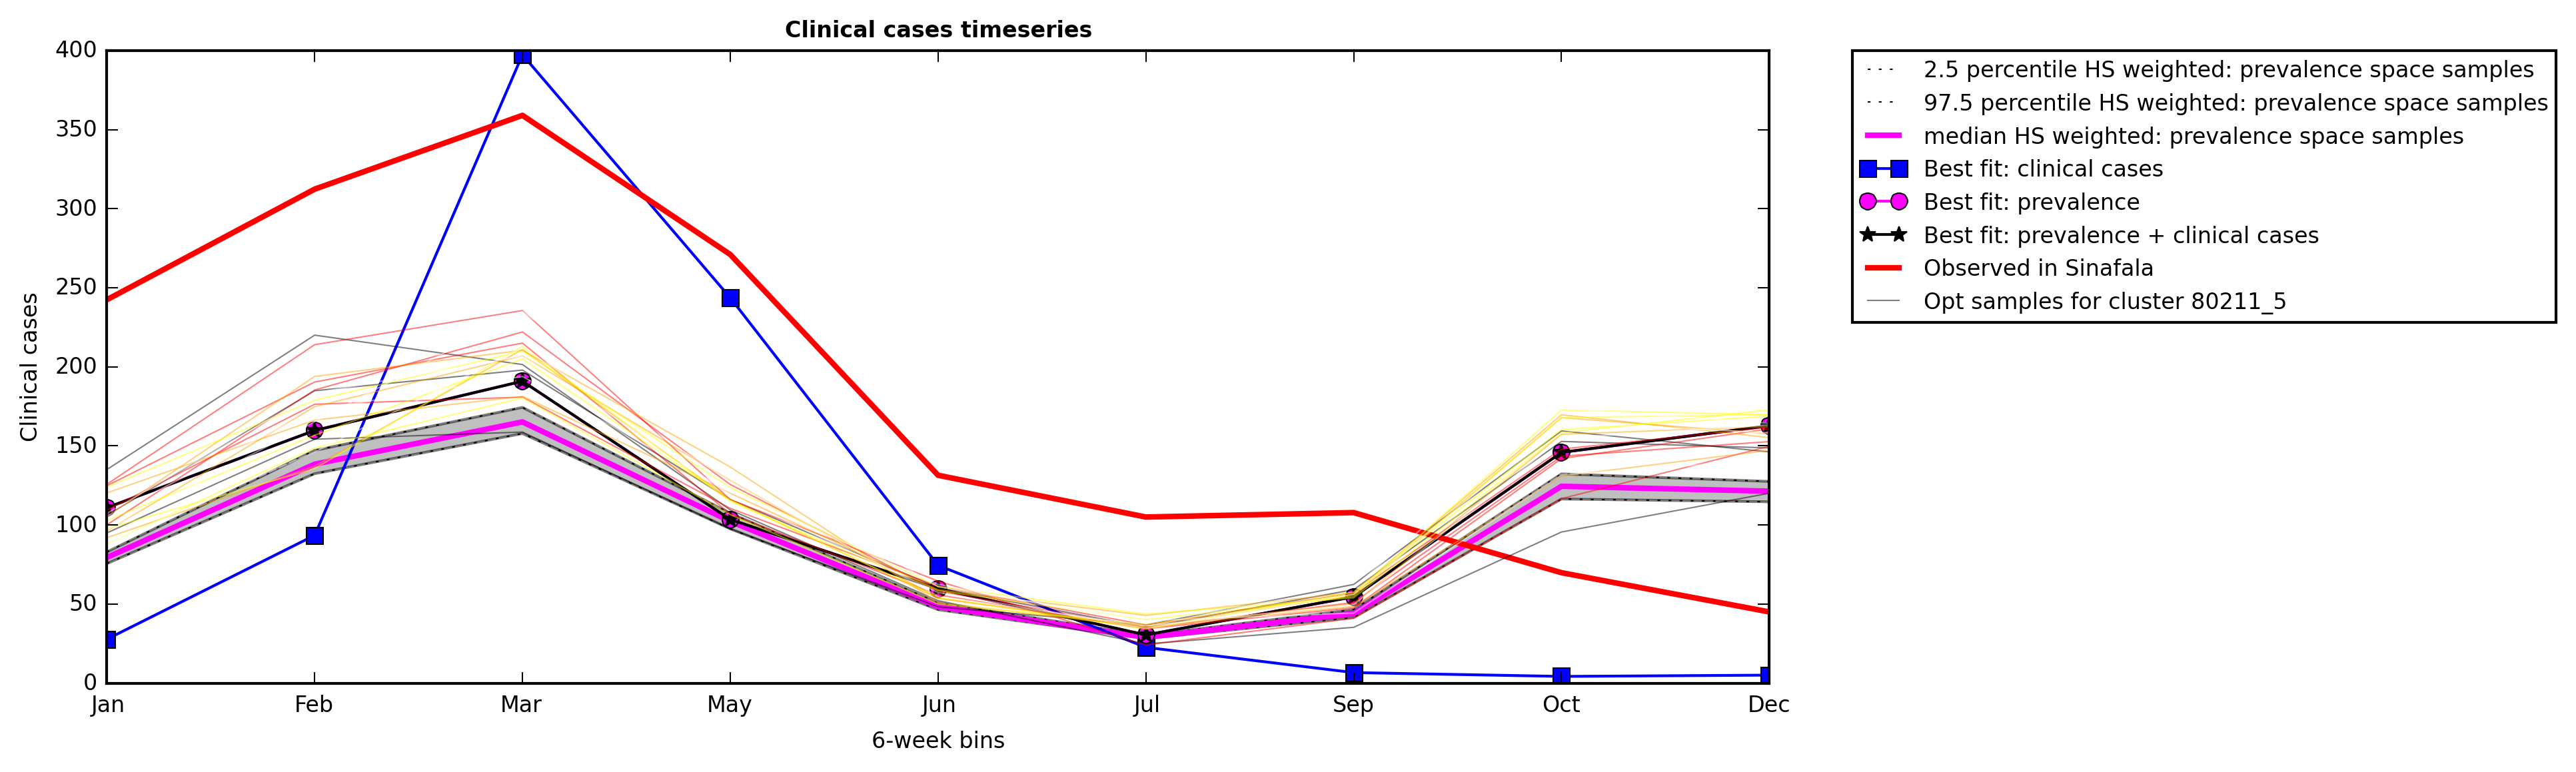 Clinical cases timeseries
400
350
300
250
200
150
100
50
0
Clinical cases
Jan Feb Mar May Jun Jul Sep Oct Dec
6-week bins
2.5 percentile HS weighted: prevalence space samples
97.5 percentile HS weighted: prevalence space samples
median HS weighted: prevalence space samples
Best fit: clinical cases
Best fit: prevalence
Best fit: prevalence + clinical cases
Observed in Sinafala
Opt samples for cluster 80211_5